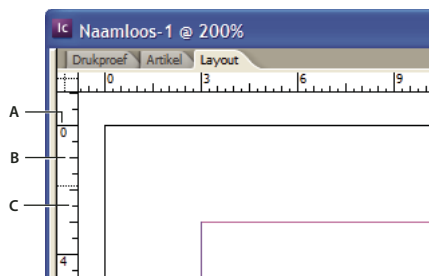 Ic Naamloos-1 @ 200%
Drukproef Artikel Layout
0 3 6 9
A
0
B
C
4